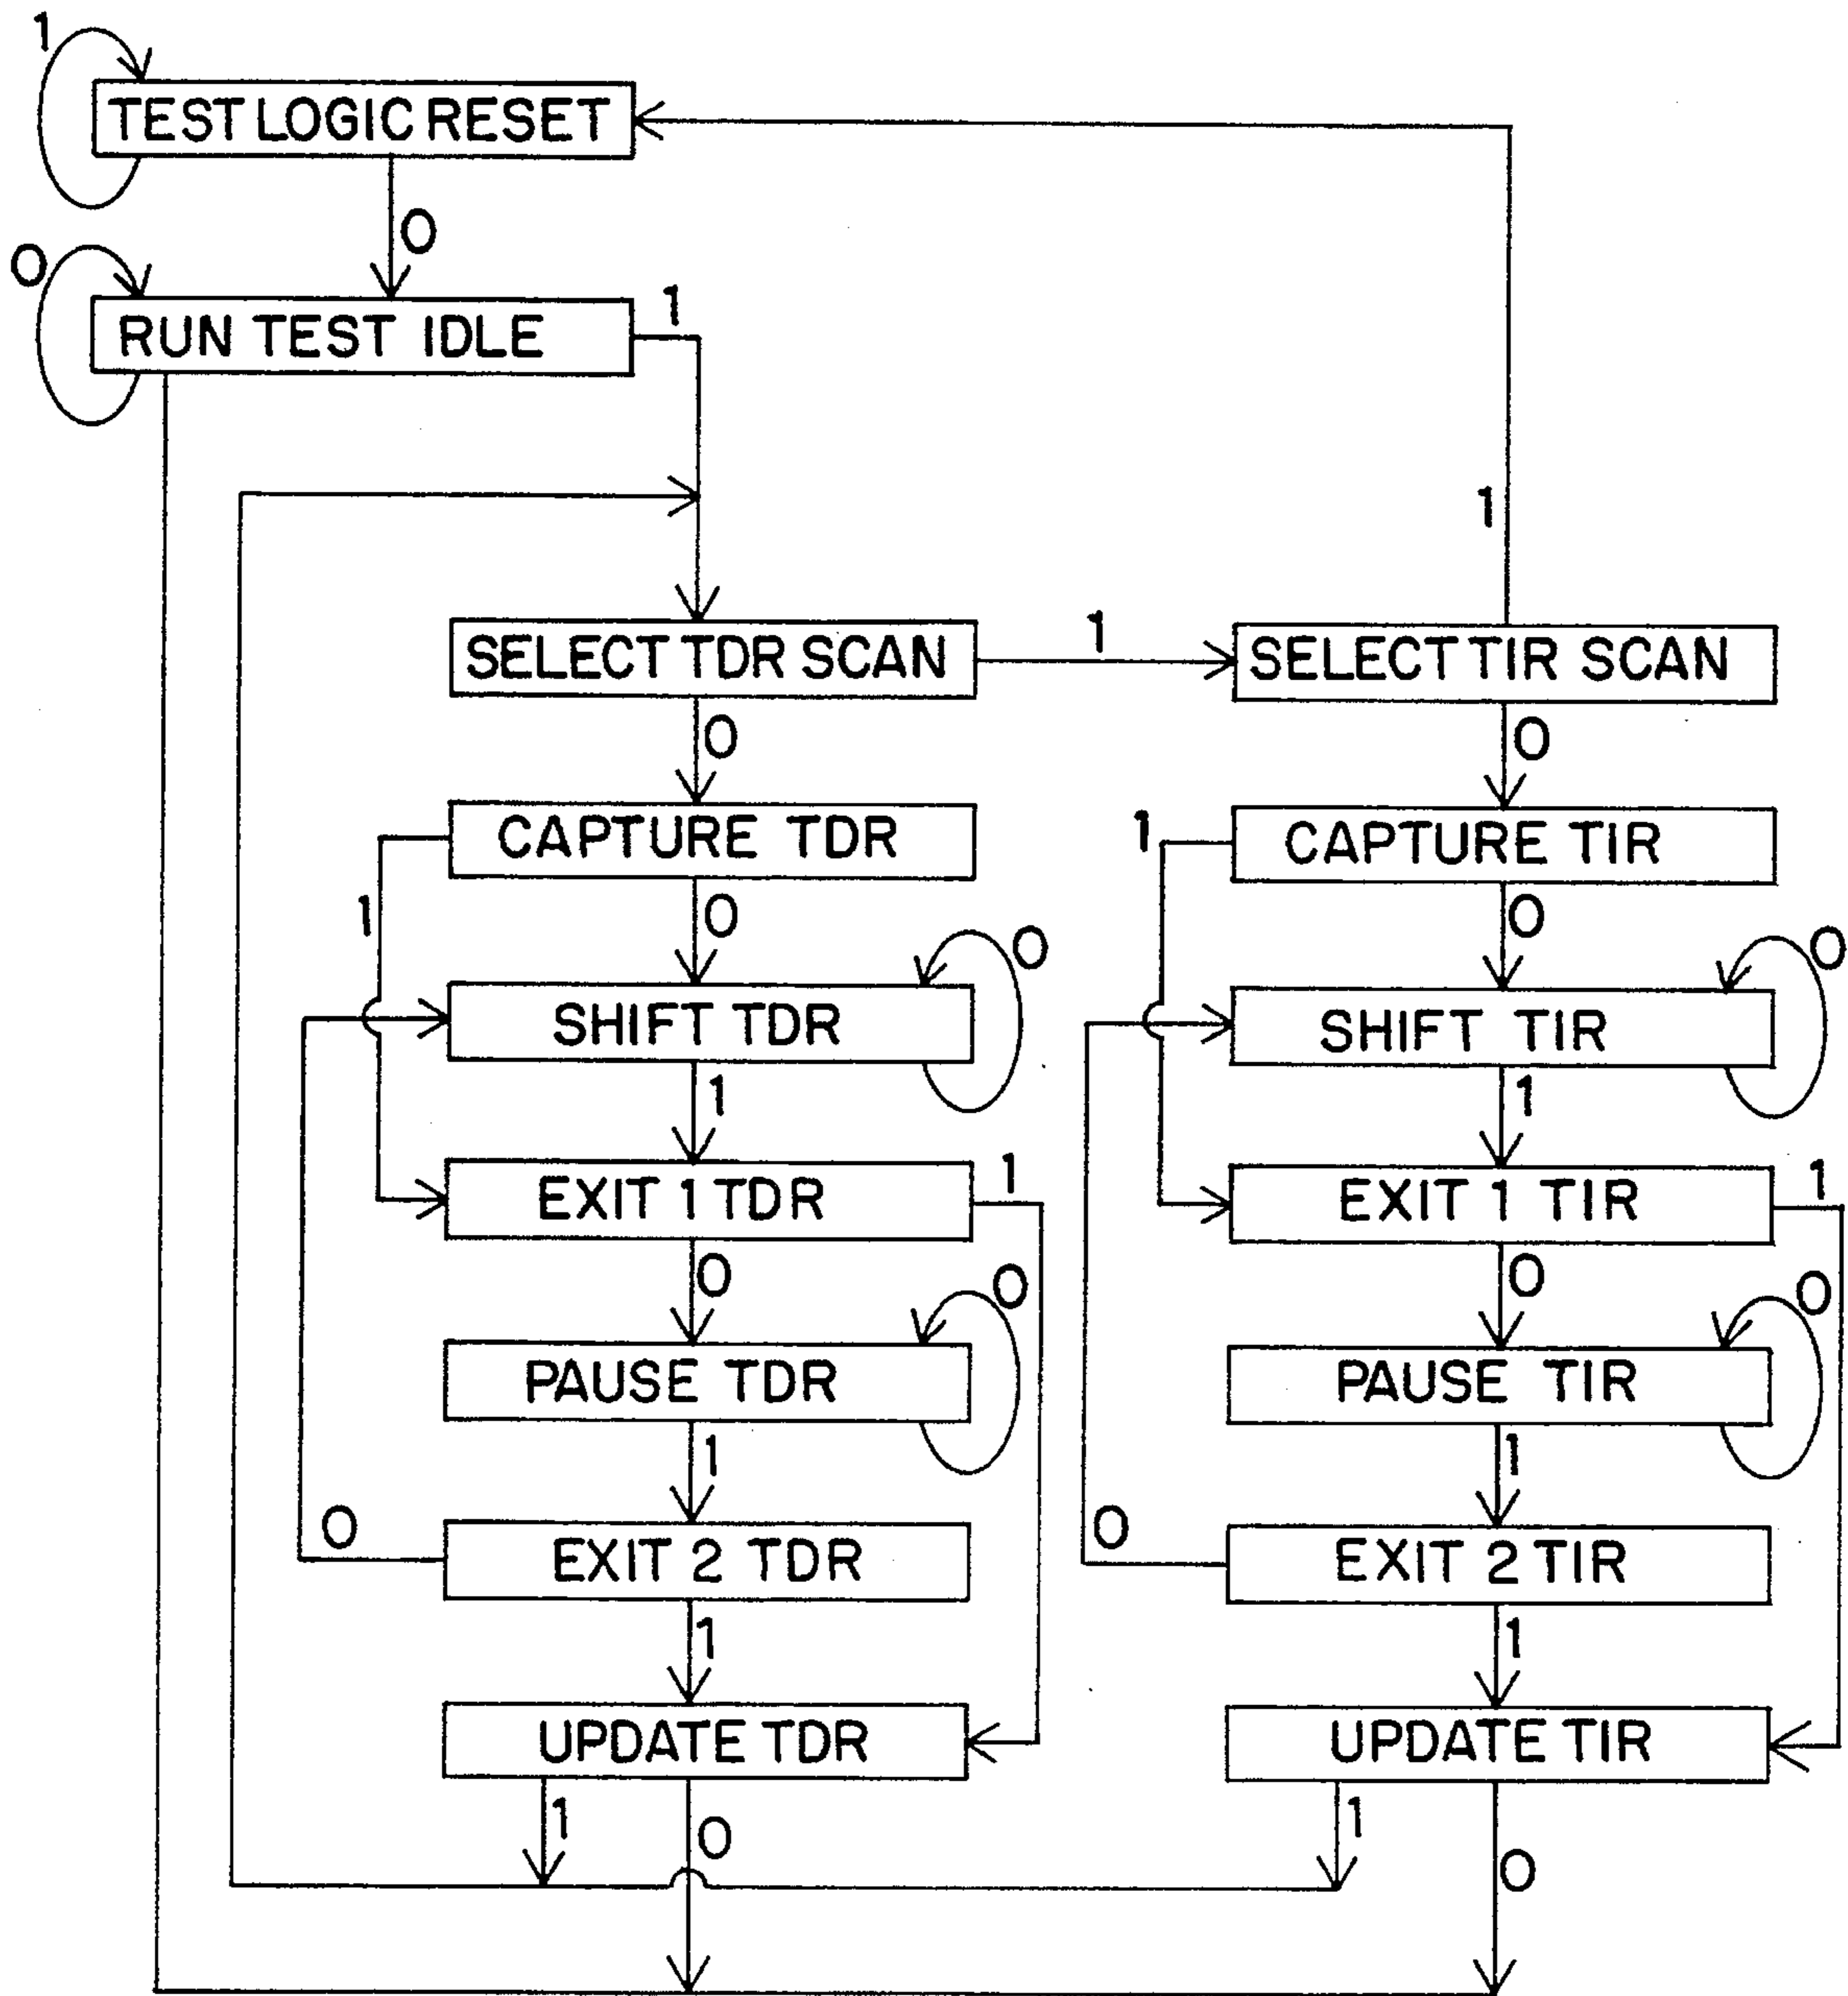 1
TEST LOGIC RESET
0
0
RUN TEST IDLE
1
1
SELECT TDR SCAN
1
SELECT TIR SCAN
0
0
CAPTURE TDR
1
CAPTURE TIR
1
0
0
0
0
SHIFT TDR
SHIFT TIR
1
1
EXIT 1 TDR
1
EXIT 1 TIR
1
0
0
0
0
PAUSE TDR
PAUSE TIR
1
1
0
EXIT 2 TDR
0
EXIT 2 TIR
1
1
UPDATE TDR
UPDATE TIR
1
0
1
0